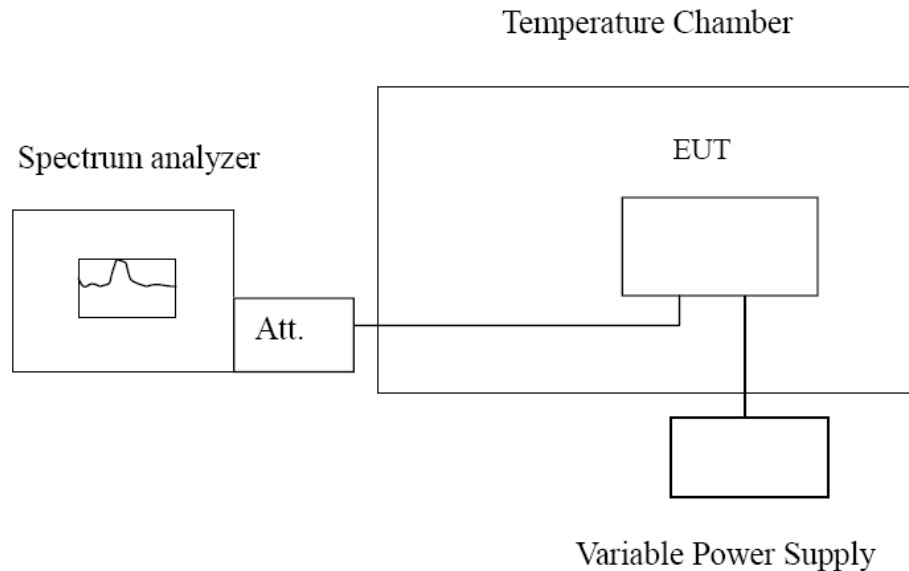 Temperature Chamber
Spectrum analyzer
EUT
Att.
Variable Power Supply